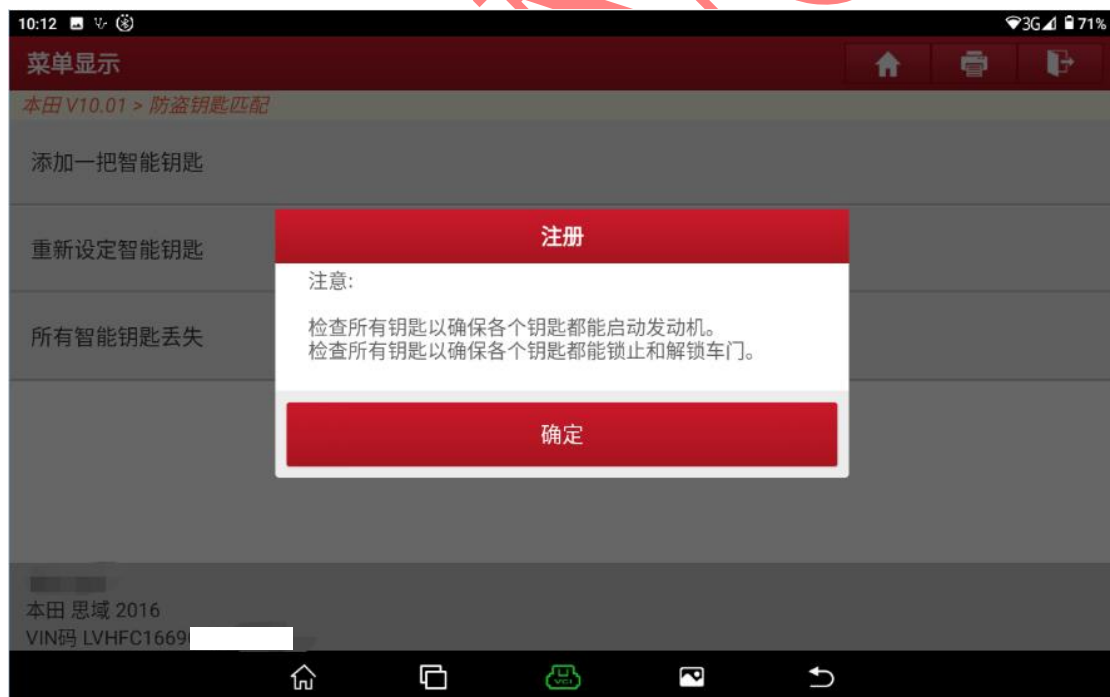 10:12
3G 71%
菜单显示
本田 V10.01 > 防盗钥匙匹配
添加一把智能钥匙
重新设定智能钥匙
所有智能钥匙丢失
注册
注意:
检查所有钥匙以确保各个钥匙都能启动发动机。
检查所有钥匙以确保各个钥匙都能锁止和解锁车门。
确定
本田 思域 2016
VIN码 LVHFC1669
VCI